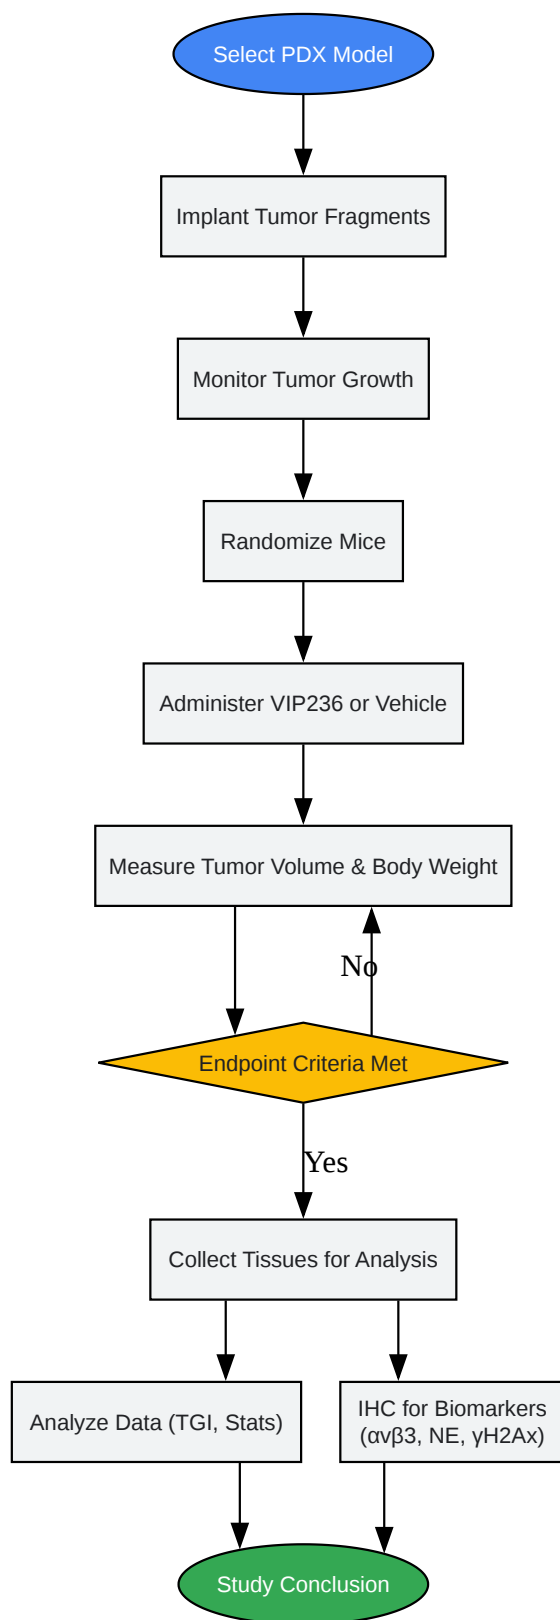 Select PDX Model
Implant Tumor Fragments
Monitor Tumor Growth
Randomize Mice
Administer VIP236 or Vehicle
Measure Tumor Volume & Body Weight
No
Endpoint Criteria Met
Yes
Collect Tissues for Analysis
Analyze Data (TGI, Stats)
IHC for Biomarkers
(αvβ3, NE, γH2Ax)
Study Conclusion